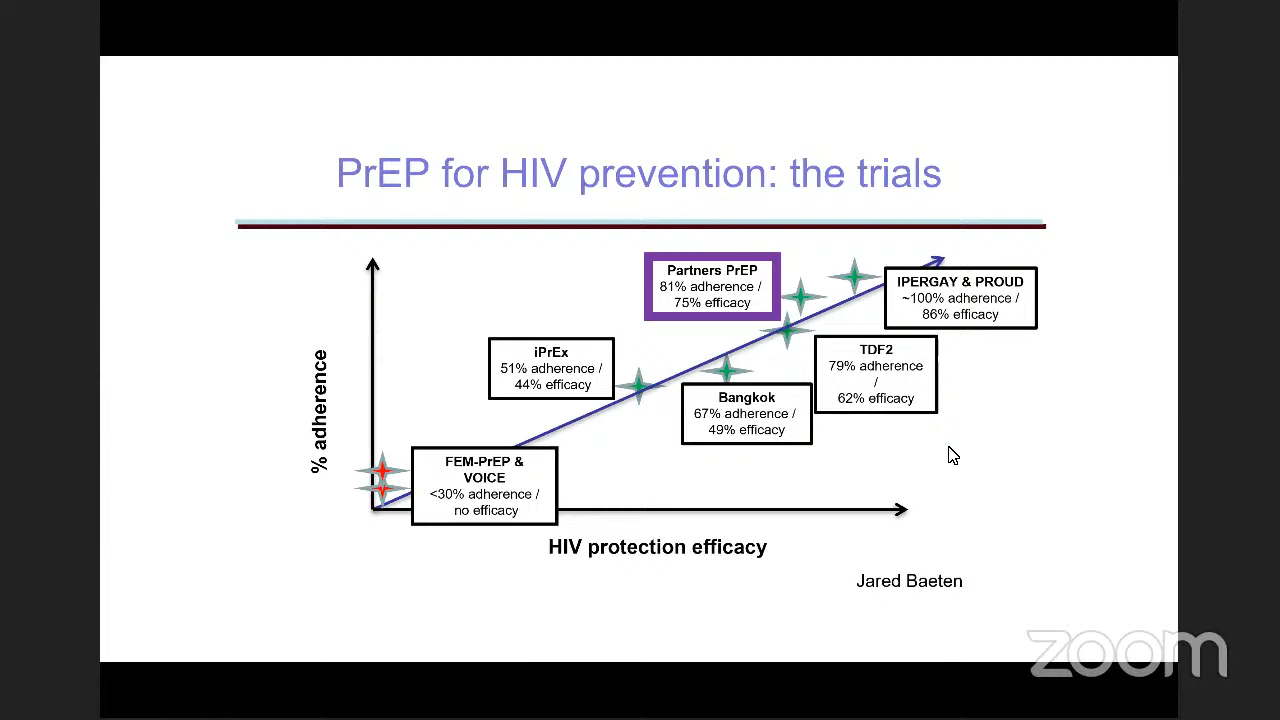 PrEP for HIV prevention: the trials
Partners PrEP
81% adherence /
75% efficacy
IPERGAY & PROUD
~100% adherence /
86% efficacy
iPrEx
51% adherence /
44% efficacy
TDF2
79% adherence
/
62% efficacy
Bangkok
67% adherence /
49% efficacy
FEM-PrEP &
VOICE
<30% adherence /
no efficacy
% adherence
HIV protection efficacy
Jared Baeten
zoom